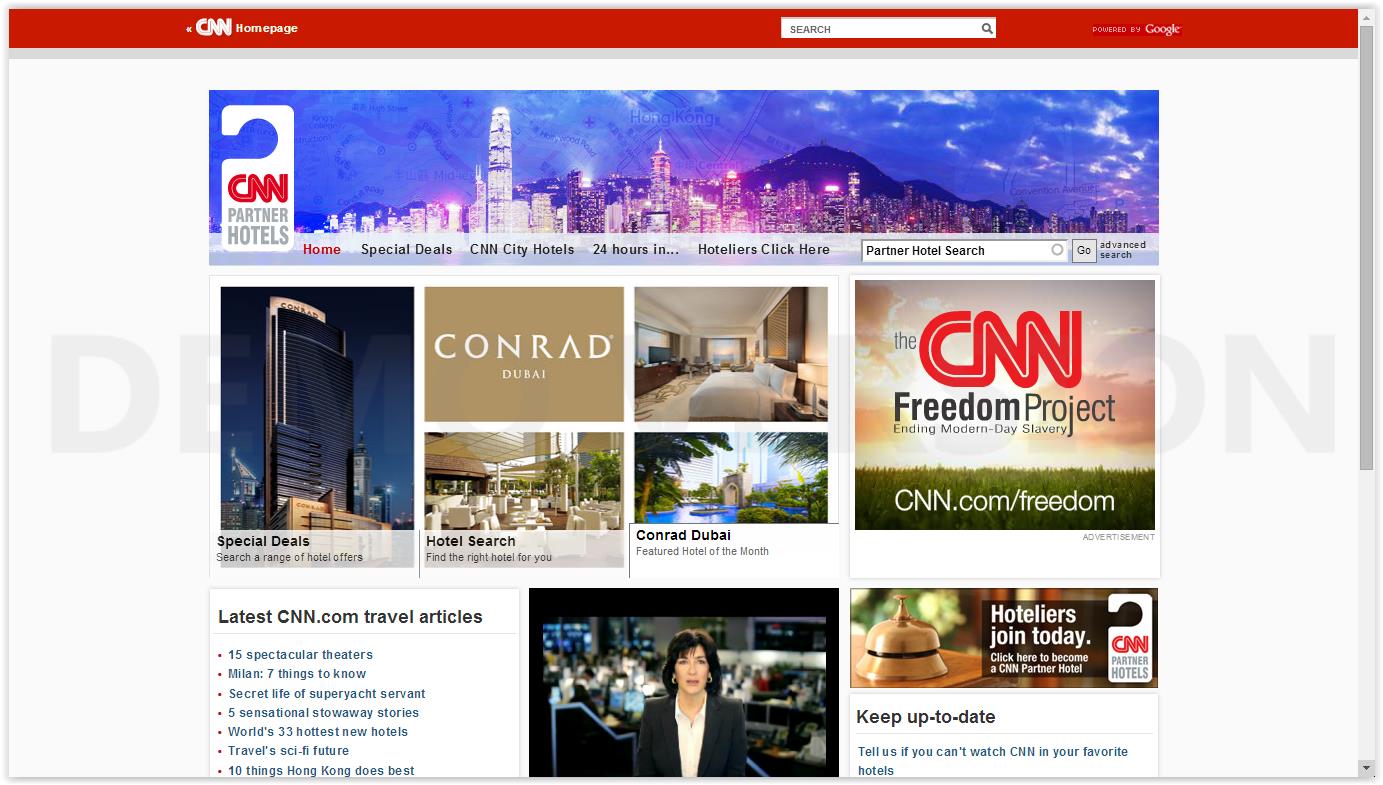 « CNN Homepage
SEARCH
POWERED BY Google
Hong Kong
CNN
PARTNER
HOTELS
Home
Special Deals
CNN City Hotels
24 hours in...
Hoteliers Click Here
Partner Hotel Search
Go
advanced
search
CONRAD
CONRAD
DUBAI
CONRAD
Special Deals
Search a range of hotel offers
Hotel Search
Find the right hotel for you
Conrad Dubai
Featured Hotel of the Month
the CNN
Freedom Project
Ending Modern-Day Slavery
CNN.com/freedom
ADVERTISEMENT
DEMO VERSION
Latest CNN.com travel articles
• 15 spectacular theaters
• Milan: 7 things to know
• Secret life of superyacht servant
• 5 sensational stowaway stories
• World's 33 hottest new hotels
• Travel's sci-fi future
• 10 things Hong Kong does best
Hoteliers
join today.
Click here to become
a CNN Partner Hotel
CNN
PARTNER
HOTELS
Keep up-to-date
Tell us if you can't watch CNN in your favorite
hotels